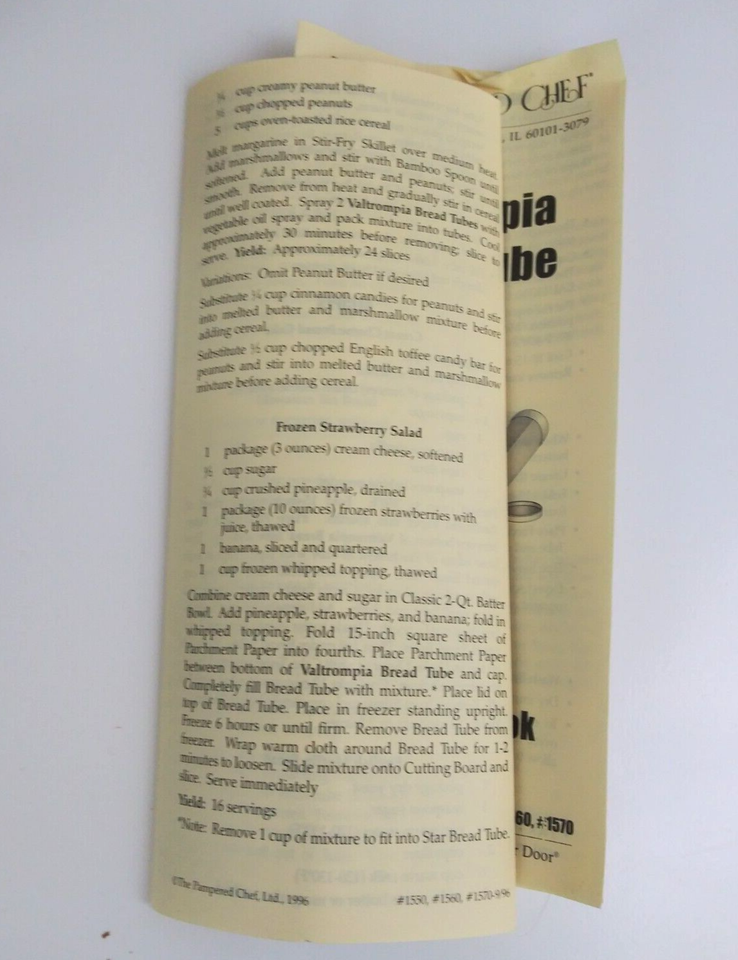 ¼ cup creamy peanut butter
½ cup chopped peanuts
5 cups oven-toasted rice cereal
Melt margarine in Stir-Fry Skillet over medium heat.
Add marshmallows and stir with Bamboo Spoon until
softened. Add peanut butter and peanuts; stir until
smooth. Remove from heat and gradually stir in cereal
until well coated. Spray 2 Valtrompia Bread Tubes with
vegetable oil spray and pack mixture into tubes. Cool
approximately 30 minutes before removing; slice to
serve. Yield: Approximately 24 slices
Variations: Omit Peanut Butter if desired
Substitute ¼ cup cinnamon candies for peanuts and stir
into melted butter and marshmallow mixture before
adding cereal.
Substitute ½ cup chopped English toffee candy bar for
peanuts and stir into melted butter and marshmallow
mixture before adding cereal.
Frozen Strawberry Salad
1 package (3 ounces) cream cheese, softened
½ cup sugar
¾ cup crushed pineapple, drained
1 package (10 ounces) frozen strawberries with
juice, thawed
1 banana, sliced and quartered
1 cup frozen whipped topping, thawed
Combine cream cheese and sugar in Classic 2-Qt. Batter
Bowl. Add pineapple, strawberries, and banana; fold in
whipped topping. Fold 15-inch square sheet of
Parchment Paper into fourths. Place Parchment Paper
between bottom of Valtrompia Bread Tube and cap.
Completely fill Bread Tube with mixture.* Place lid on
top of Bread Tube. Place in freezer standing upright.
Freeze 6 hours or until firm. Remove Bread Tube from
freezer. Wrap warm cloth around Bread Tube for 1-2
minutes to loosen. Slide mixture onto Cutting Board and
slice. Serve immediately
Yield: 16 servings
*Note: Remove 1 cup of mixture to fit into Star Bread Tube.
©The Pampered Chef, Ltd., 1996 #1550, #1560, #1570-9/96
D CHEF®
, IL 60101-3079
pia
be
ok
60, #1570
r Door®